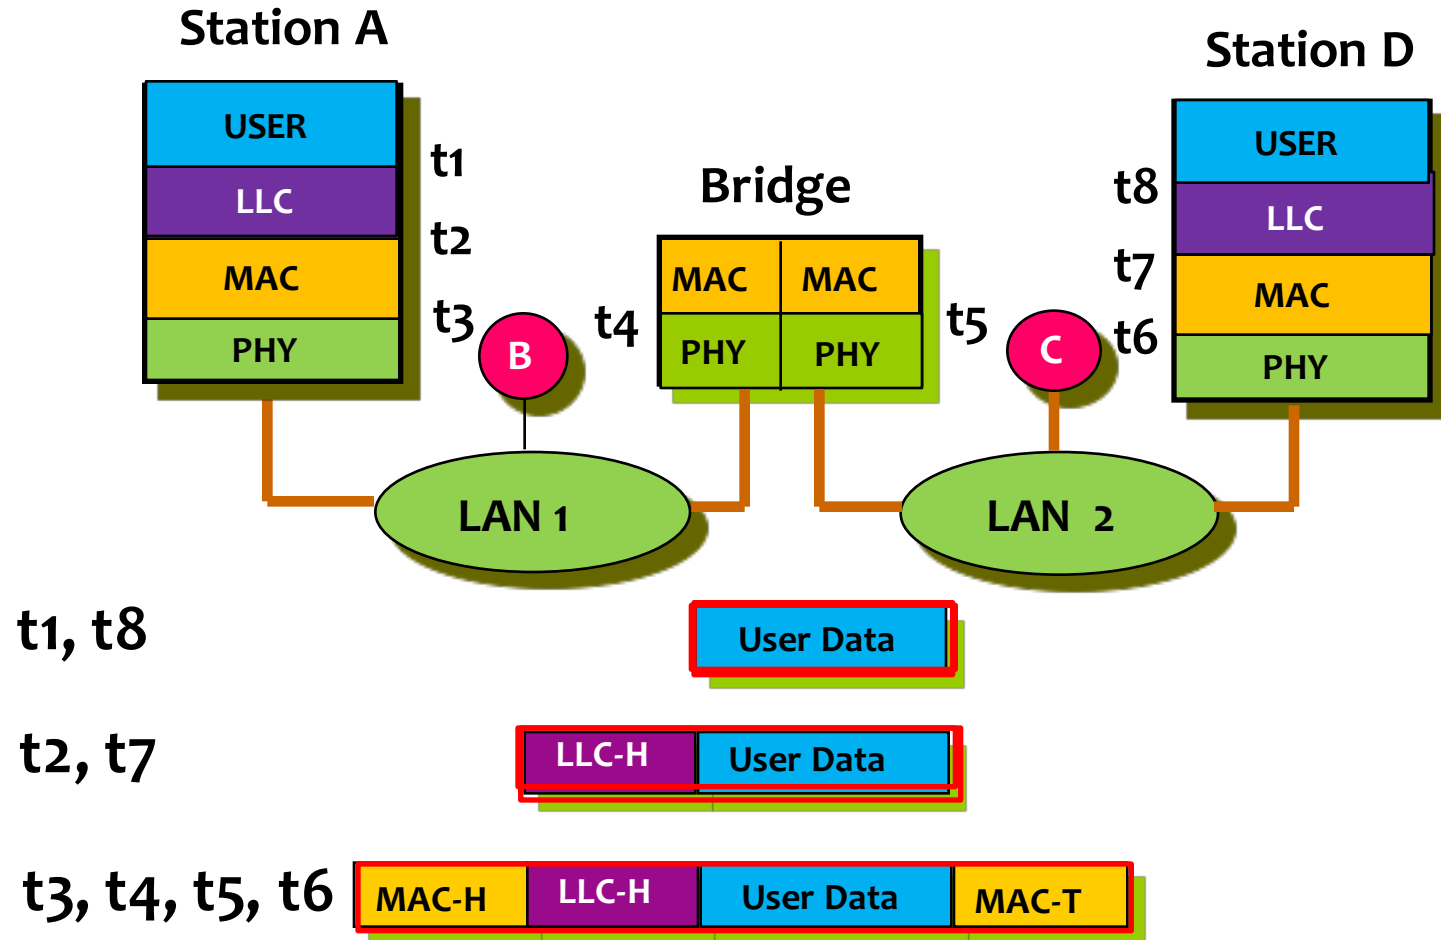 Station A
Station D
USER
LLC
MAC
PHY
t1
t2
t3
B
Bridge
MAC MAC
PHY PHY
t4
t5
C
t8
t7
t6
USER
LLC
MAC
PHY
LAN 1
LAN 2
t1, t8
User Data
t2, t7
LLC-H User Data
t3, t4, t5, t6
MAC-H LLC-H User Data MAC-T